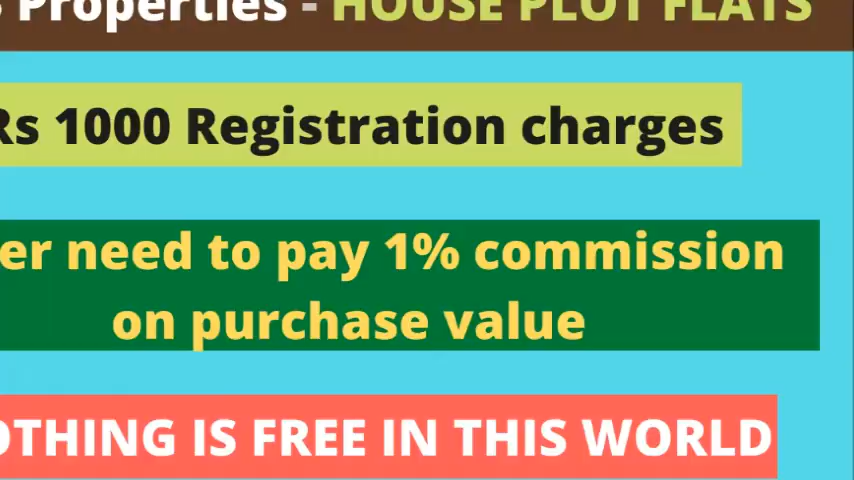 Properties - HOUSE PLOT FLATS
Rs 1000 Registration charges
er need to pay 1% commission
on purchase value
OTHING IS FREE IN THIS WORLD